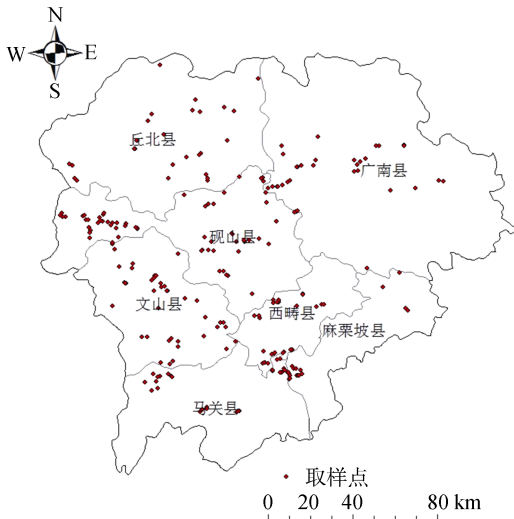 N
W E
S
丘北县
广南县
砚山县
文山县
西畴县
麻栗坡县
马关县
取样点
0 20 40 80 km